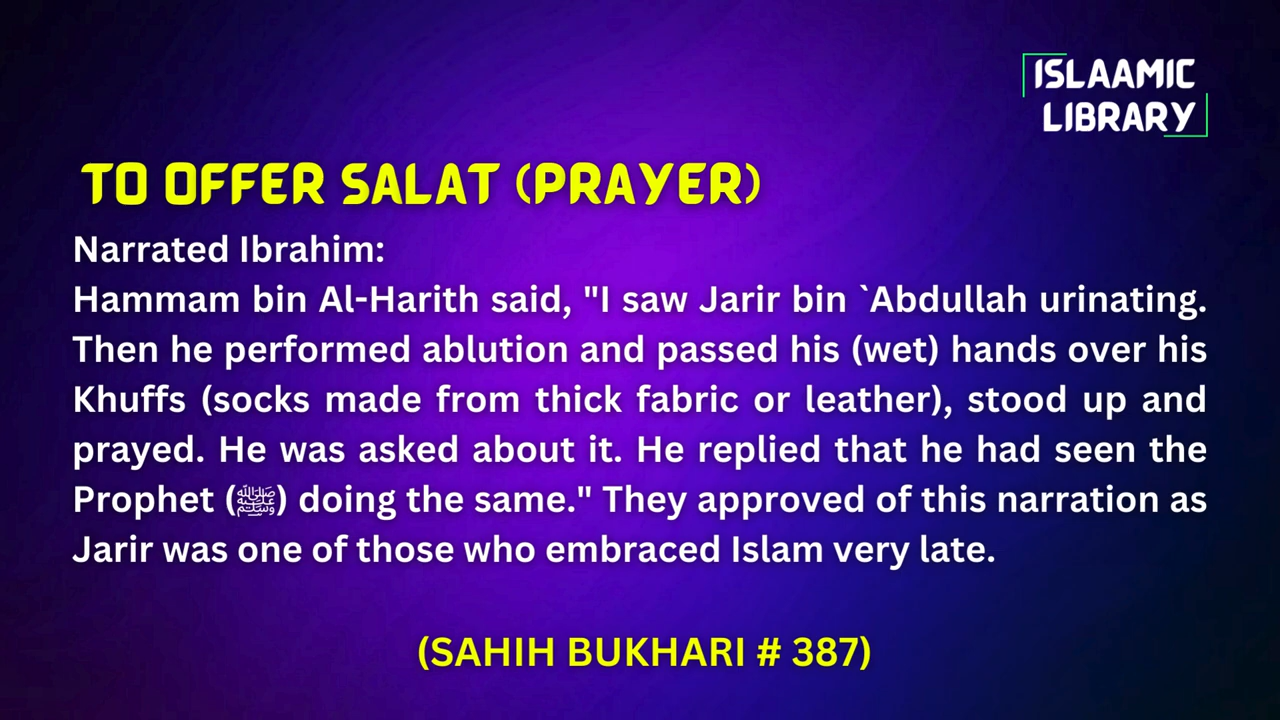 ISLAAMIC
LIBRARY
TO OFFER SALAT (PRAYER)
Narrated Ibrahim:
Hammam bin Al-Harith said, "I saw Jarir bin `Abdullah urinating.
Then he performed ablution and passed his (wet) hands over his
Khuffs (socks made from thick fabric or leather), stood up and
prayed. He was asked about it. He replied that he had seen the
Prophet (ﷺ) doing the same." They approved of this narration as
Jarir was one of those who embraced Islam very late.
(SAHIH BUKHARI # 387)